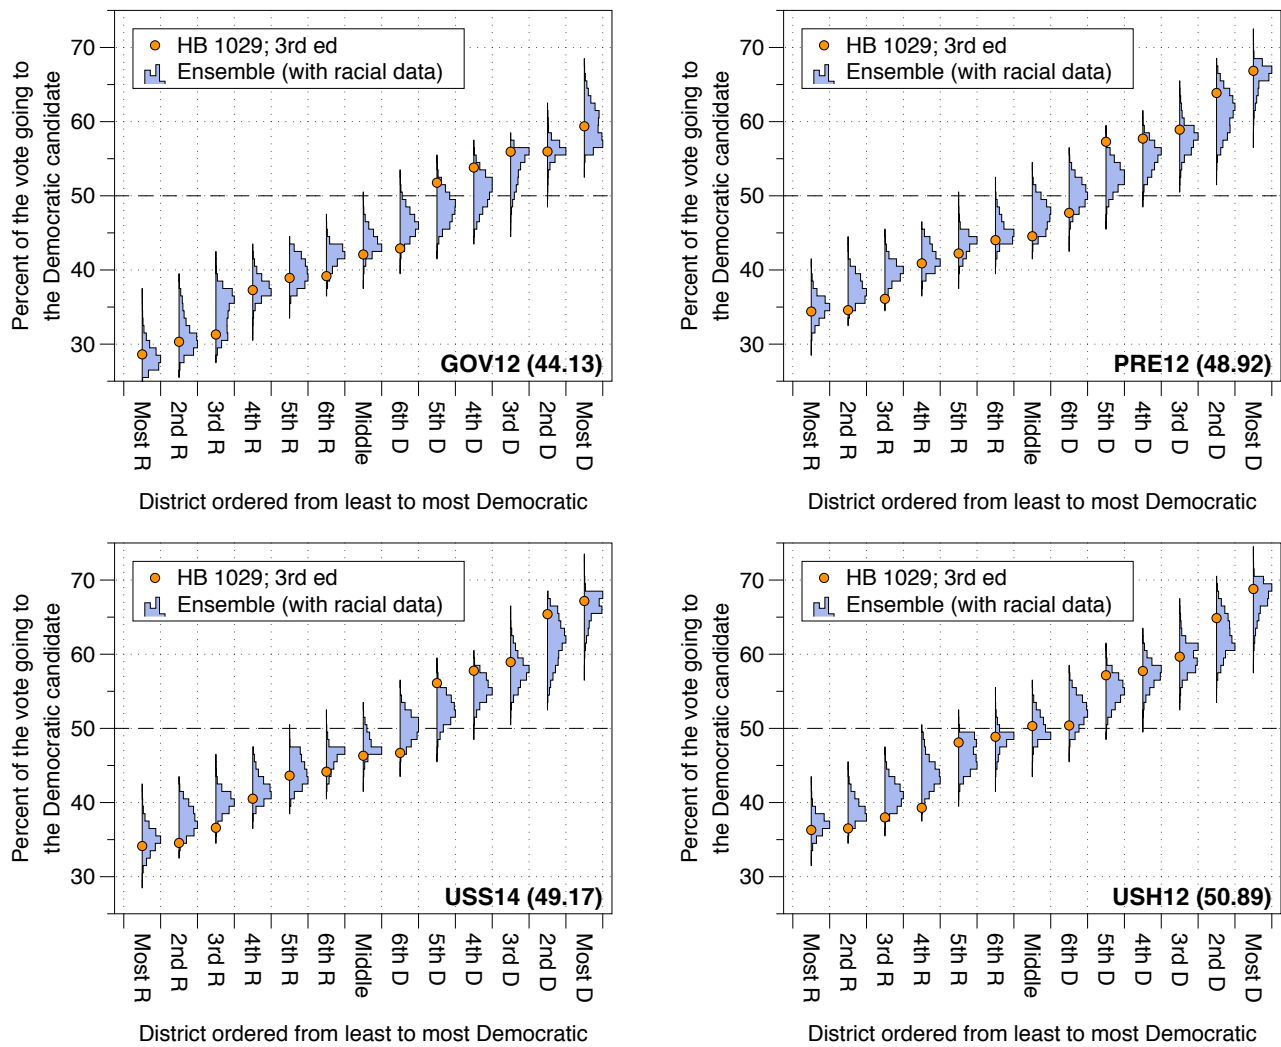 Percent of the vote going to
the Democratic candidate
70
60
50
40
30
HB 1029; 3rd ed
Ensemble (with racial data)
GOV12 (44.13)
Most R
2nd R
3rd R
4th R
5th R
6th R
Middle
6th D
5th D
4th D
3rd D
2nd D
Most D
District ordered from least to most Democratic
Percent of the vote going to
the Democratic candidate
70
60
50
40
30
HB 1029; 3rd ed
Ensemble (with racial data)
PRE12 (48.92)
Most R
2nd R
3rd R
4th R
5th R
6th R
Middle
6th D
5th D
4th D
3rd D
2nd D
Most D
District ordered from least to most Democratic
Percent of the vote going to
the Democratic candidate
70
60
50
40
30
HB 1029; 3rd ed
Ensemble (with racial data)
USS14 (49.17)
Most R
2nd R
3rd R
4th R
5th R
6th R
Middle
6th D
5th D
4th D
3rd D
2nd D
Most D
District ordered from least to most Democratic
Percent of the vote going to
the Democratic candidate
70
60
50
40
30
HB 1029; 3rd ed
Ensemble (with racial data)
USH12 (50.89)
Most R
2nd R
3rd R
4th R
5th R
6th R
Middle
6th D
5th D
4th D
3rd D
2nd D
Most D
District ordered from least to most Democratic